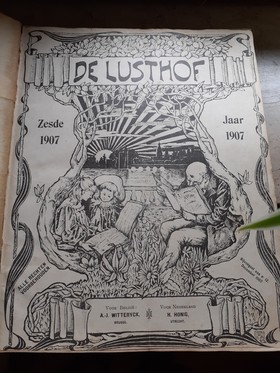 DE LUSTHOF
Zesde
1907
Jaar
1907
ALLE RECHTEN
VOORBEHOUDEN
VOOR BELGIË:
A.-J. WITTERYCK,
BRUGGE.
VOOR NEDERLAND:
H. HONIG,
UTRECHT.